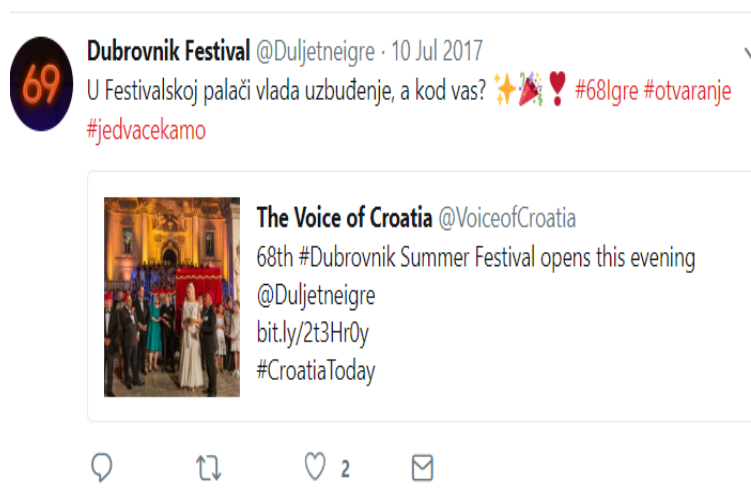 69
Dubrovnik Festival @Duljetneigre · 10 Jul 2017
U Festivalskoj palači vlada uzbuđenje, a kod vas? ✨🎉❣️ #68Igre #otvaranje
#jedvacekamo
The Voice of Croatia @VoiceofCroatia
68th #Dubrovnik Summer Festival opens this evening
@Duljetneigre
bit.ly/2t3Hr0y
#CroatiaToday
2